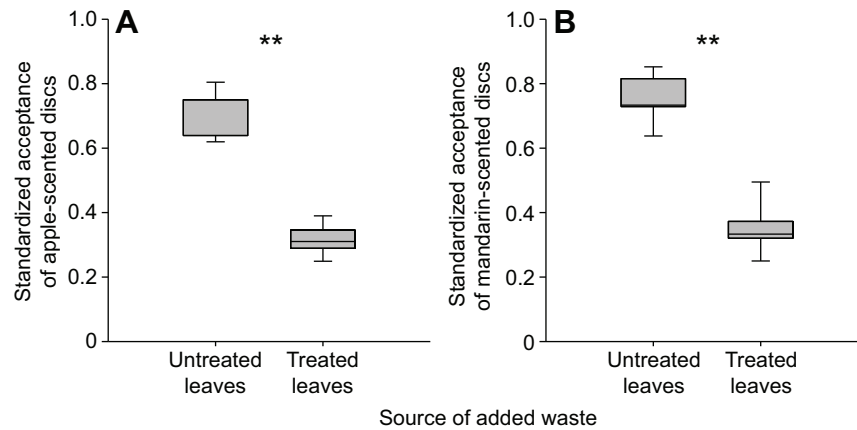 A
**
Standardized acceptance
of apple-scented discs
1.0
0.8
0.6
0.4
0.2
0
Untreated
leaves
Treated
leaves
B
**
Standardized acceptance
of mandarin-scented discs
1.0
0.8
0.6
0.4
0.2
0
Untreated
leaves
Treated
leaves
Source of added waste